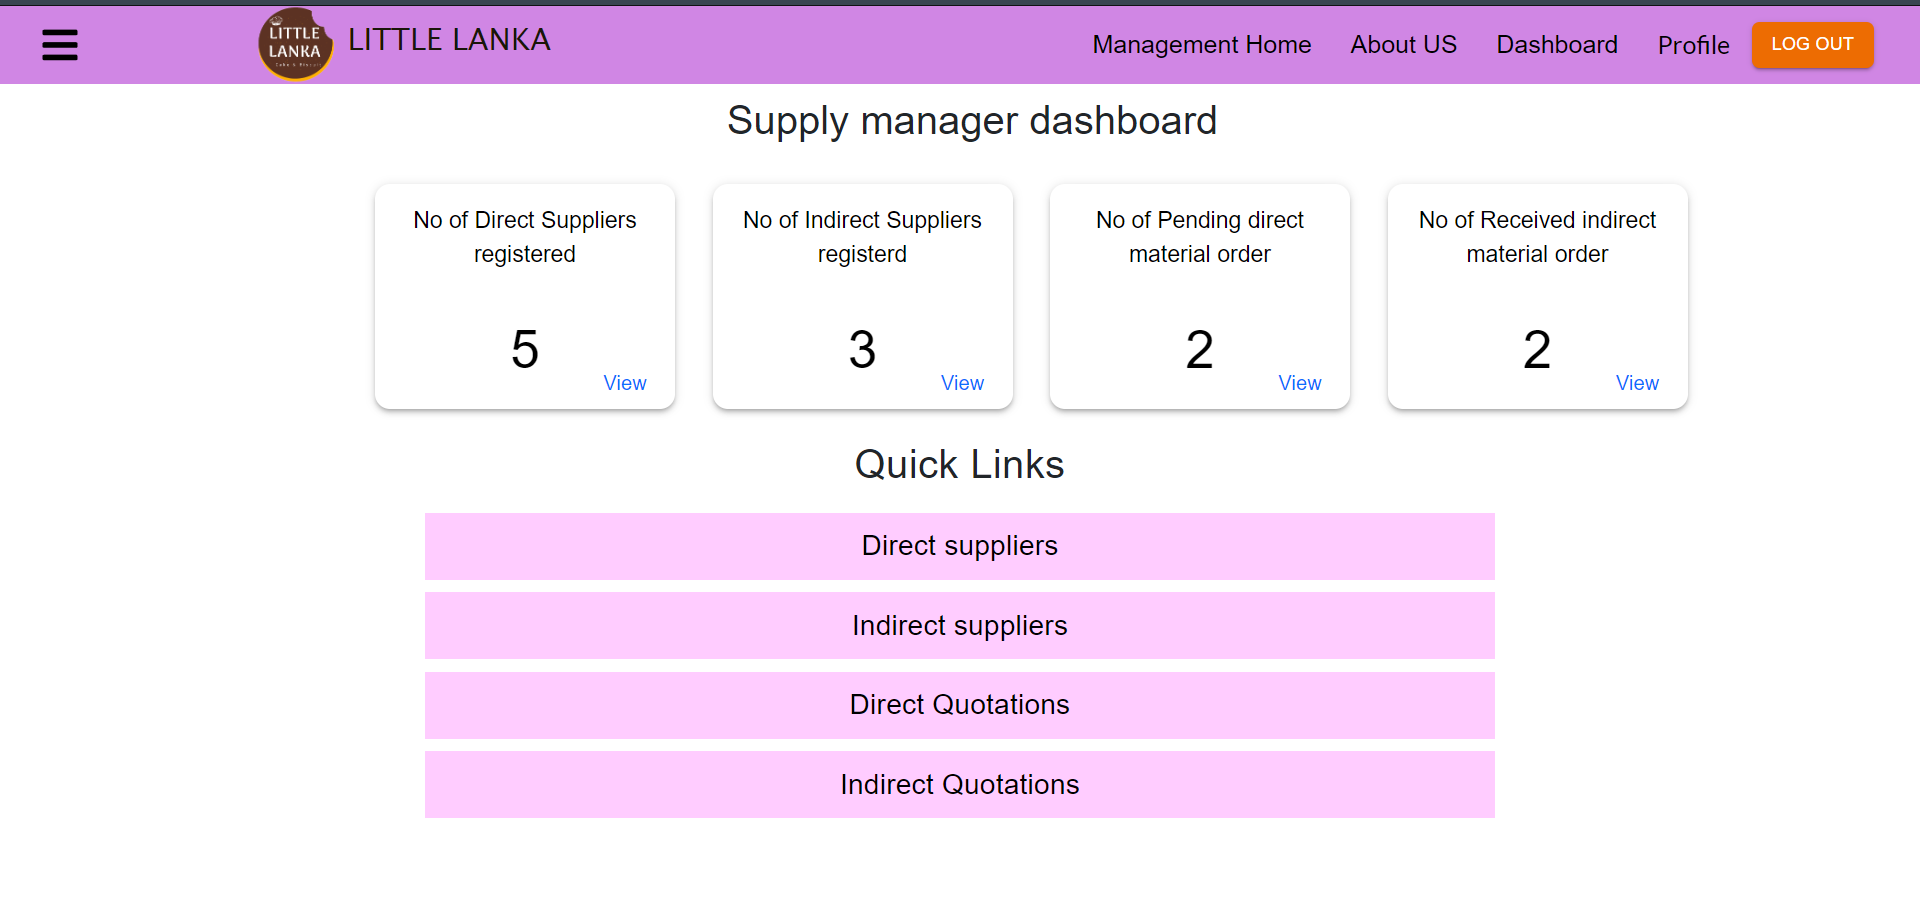 LITTLE
LANKA
LITTLE LANKA
Management Home
About US
Dashboard
Profile
LOG OUT
Supply manager dashboard
No of Direct Suppliers
registered
5
View
No of Indirect Suppliers
registerd
3
View
No of Pending direct
material order
2
View
No of Received indirect
material order
2
View
Quick Links
Direct suppliers
Indirect suppliers
Direct Quotations
Indirect Quotations